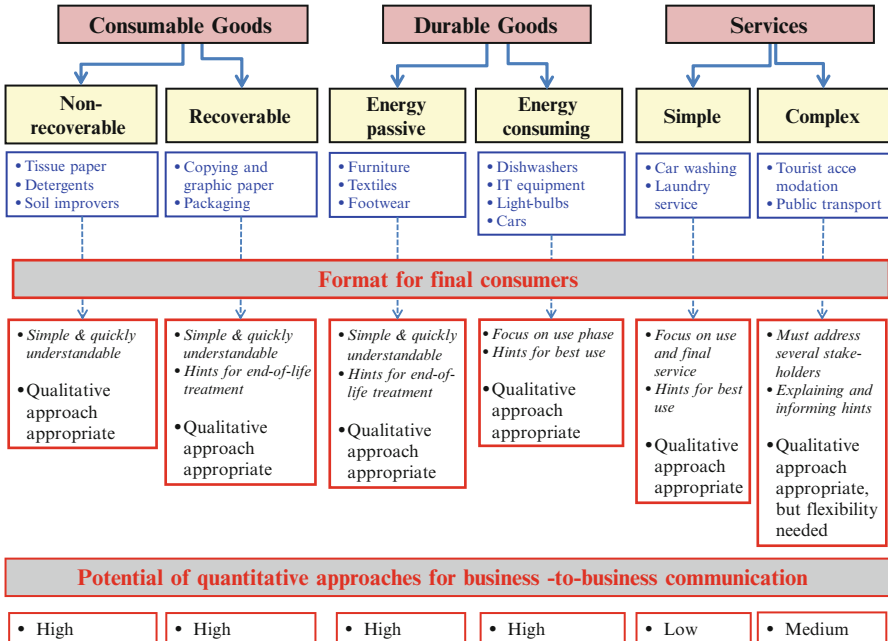 Consumable Goods
Durable Goods
Services
Non-
recoverable
Recoverable
Energy
passive
Energy
consuming
Simple
Complex
• Tissue paper
• Detergents
• Soil improvers
• Copying and
graphic paper
• Packaging
• Furniture
• Textiles
• Footwear
• Dishwashers
• IT equipment
• Light-bulbs
• Cars
• Car washing
• Laundry
service
• Tourist acco
modation
• Public transport
Format for final consumers
• Simple & quickly
understandable
• Qualitative
approach
appropriate
• Simple & quickly
understandable
• Hints for end-of-life
treatment
• Qualitative
approach
appropriate
• Simple & quickly
understandable
• Hints for end-of-
life treatment
• Qualitative
approach
appropriate
• Focus on use phase
• Hints for best use
• Qualitative
approach
appropriate
• Focus on use
and final
service
• Hints for best
use
• Qualitative
approach
appropriate
• Must address
several stake-
holders
• Explaining and
informing hints
• Qualitative
approach
appropriate,
but flexibility
needed
Potential of quantitative approaches for business -to-business communication
• High
• High
• High
• High
• Low
• Medium